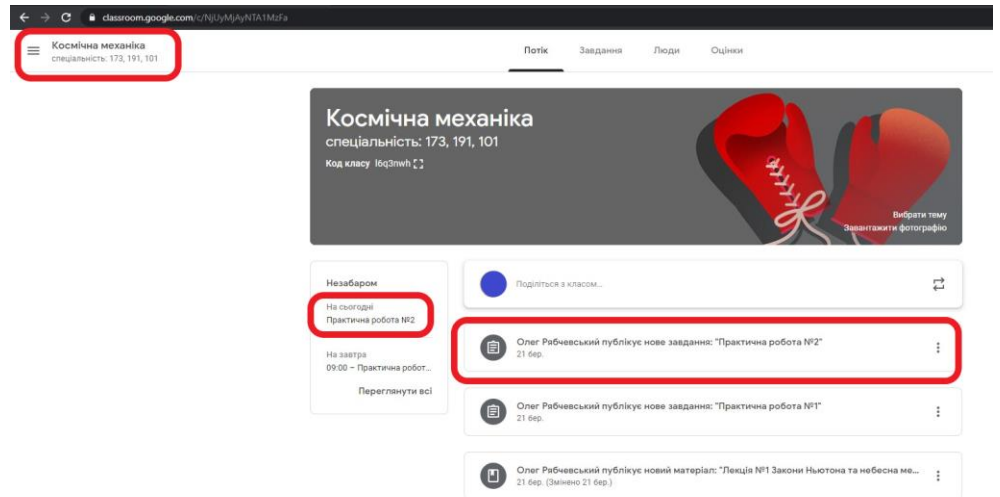 classroom.google.com/c/NjUyMjAyNTA1MzFa
Космічна механіка
спеціальність: 173, 191, 101
Потік
Завдання
Люди
Оцінки
Космічна механіка
спеціальність: 173, 191, 101
Код класу l6q3nwh
Вибрати тему
Завантажити фотографію
Незабаром
На сьогодні
Практична робота №2
На завтра
09:00 – Практична робот...
Переглянути всі
Поділіться з класом...
Олег Рябчевський публікує нове завдання: "Практична робота №2"
21 бер.
Олег Рябчевський публікує нове завдання: "Практична робота №1"
21 бер.
Олег Рябчевський публікує новий матеріал: "Лекція №1 Закони Ньютона та небесна ме...
21 бер. (Змінено 21 бер.)